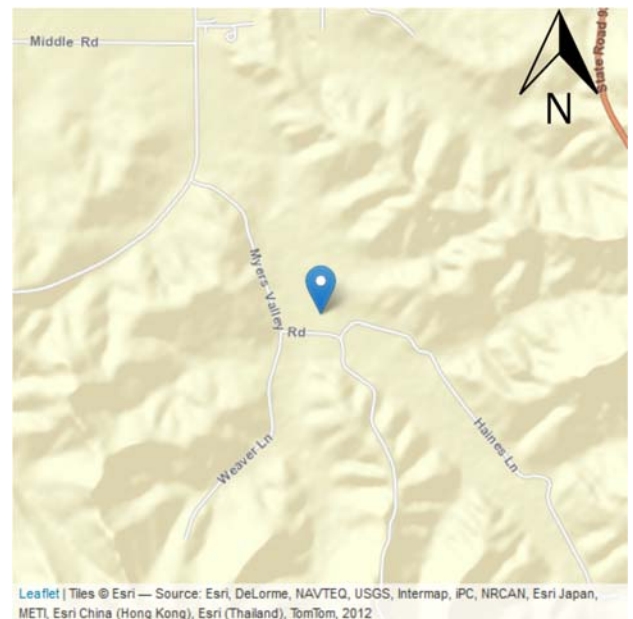 Middle Rd
State Road 9
N
Myers Valley
Rd
Haines Ln
Weaver Ln
Leaflet | Tiles © Esri — Source: Esri, DeLorme, NAVTEQ, USGS, Intermap, iPC, NRCAN, Esri Japan,
METI, Esri China (Hong Kong), Esri (Thailand), TomTom, 2012